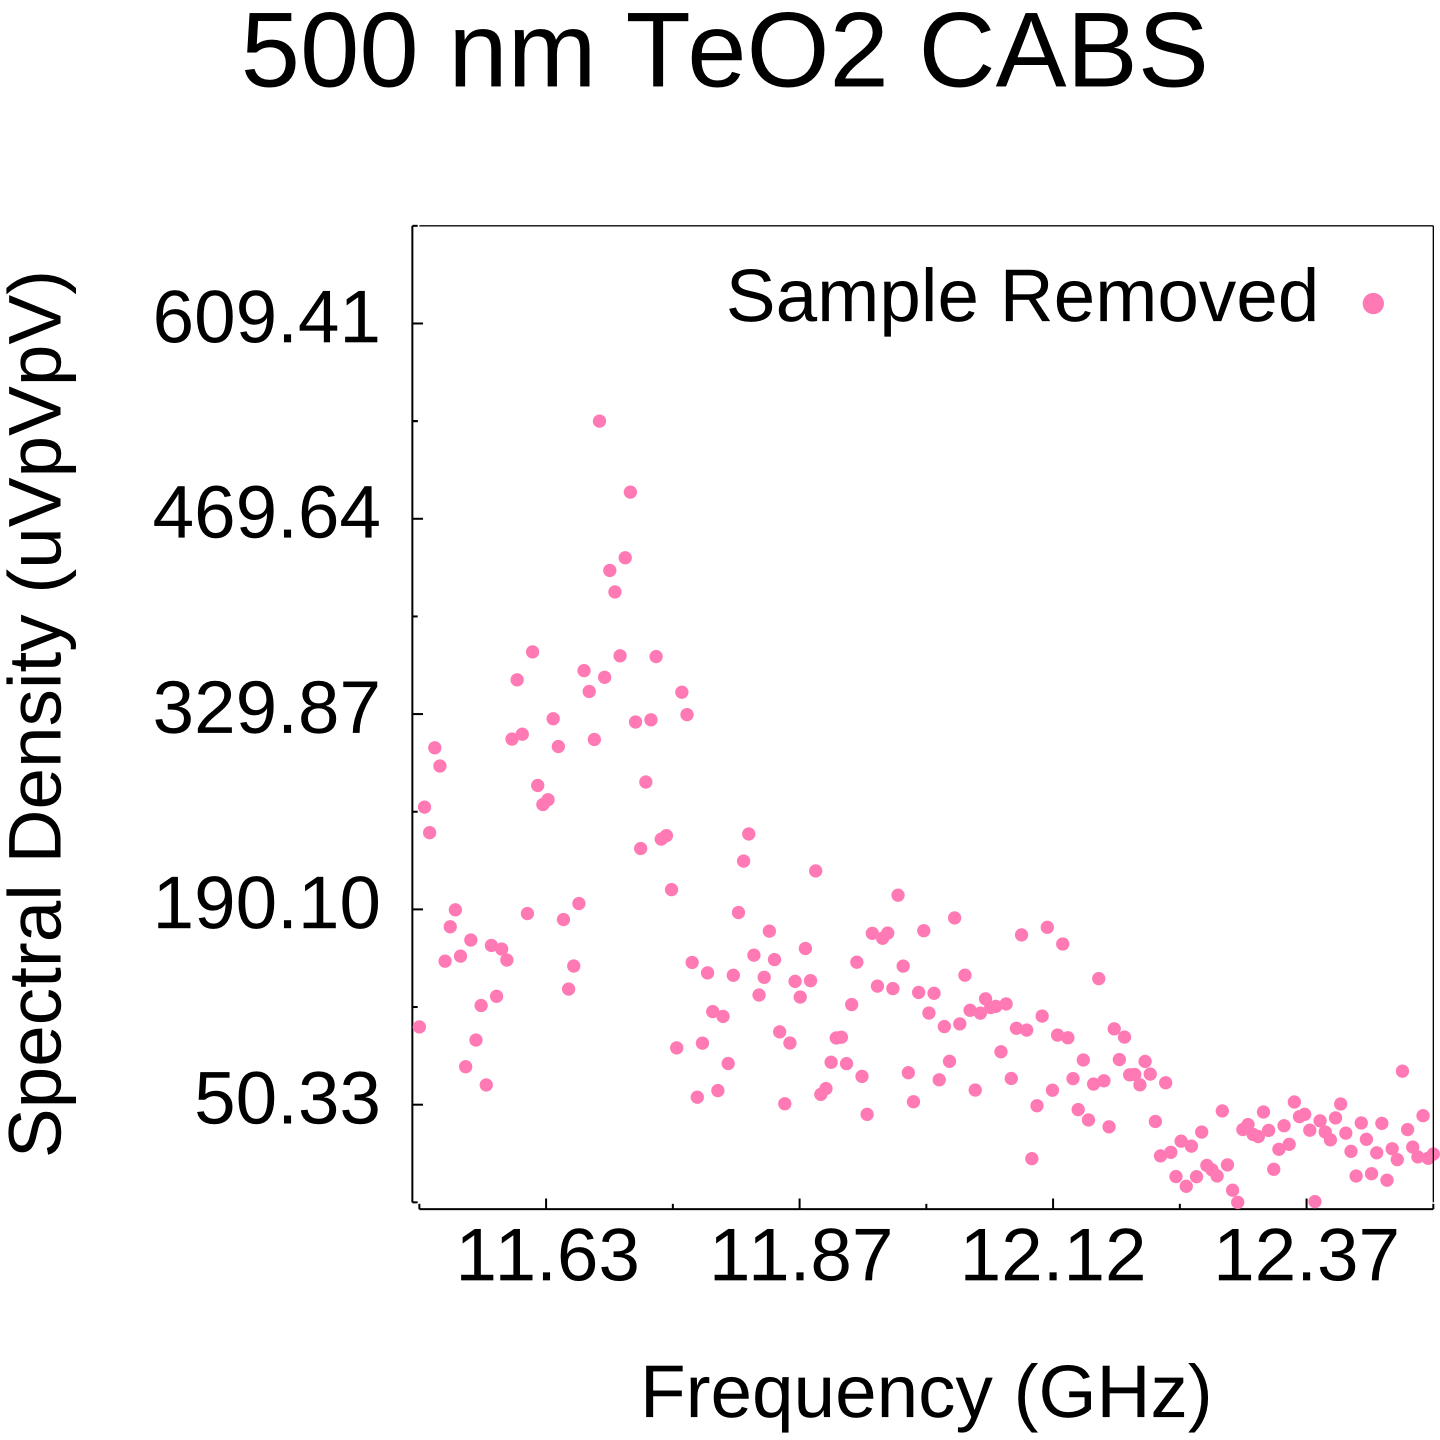 500 nm TeO2 CABS
Sample Removed
Spectral Density (uVpVpV)
609.41
469.64
329.87
190.10
50.33
11.63 11.87 12.12 12.37
Frequency (GHz)